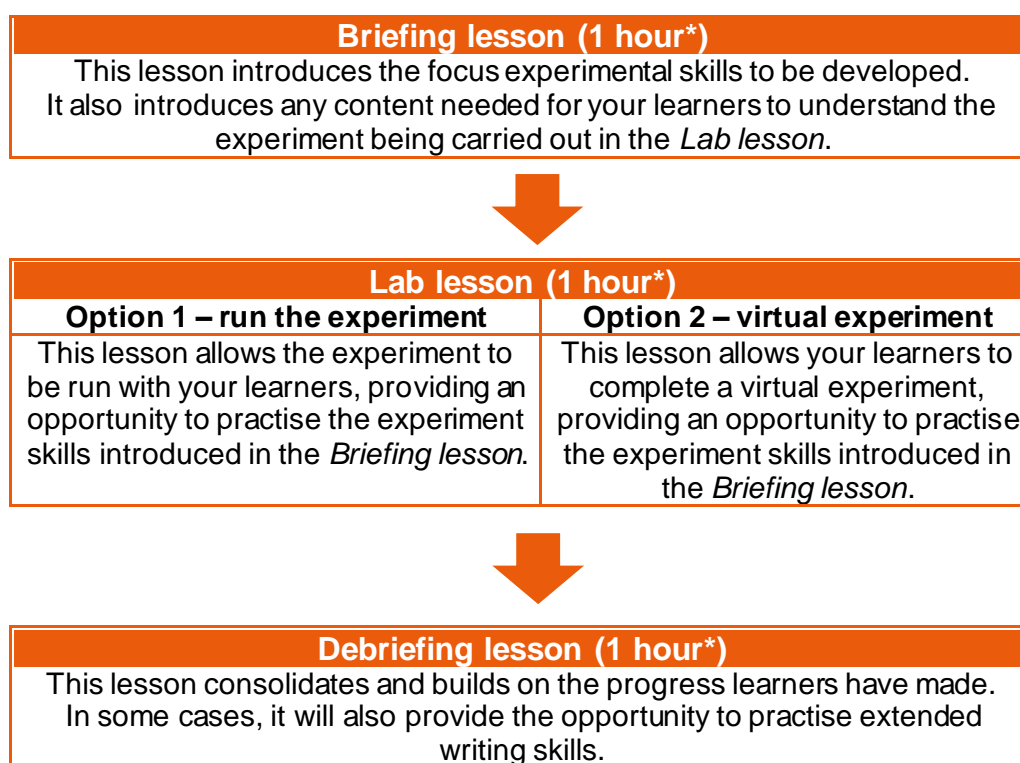 Briefing lesson (1 hour*)
This lesson introduces the focus experimental skills to be developed.
It also introduces any content needed for your learners to understand the
experiment being carried out in the Lab lesson.
Lab lesson (1 hour*)
Option 1 – run the experiment
This lesson allows the experiment to
be run with your learners, providing an
opportunity to practise the experiment
skills introduced in the Briefing lesson.
Option 2 – virtual experiment
This lesson allows your learners to
complete a virtual experiment,
providing an opportunity to practise
the experiment skills introduced in
the Briefing lesson.
Debriefing lesson (1 hour*)
This lesson consolidates and builds on the progress learners have made.
In some cases, it will also provide the opportunity to practise extended
writing skills.